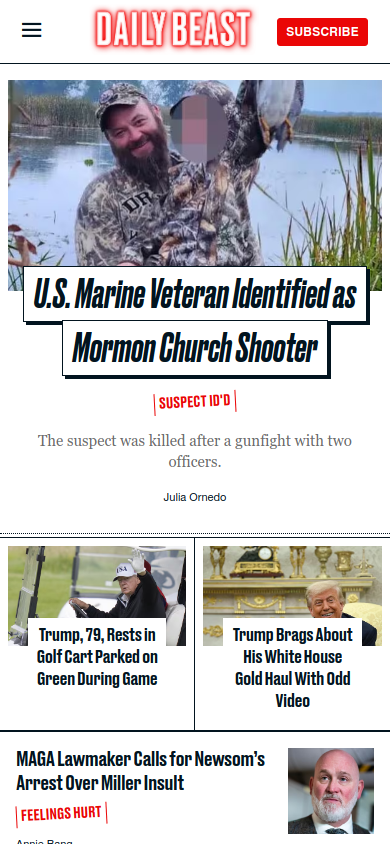 DAILY BEAST
SUBSCRIBE
U.S. Marine Veteran Identified as
Mormon Church Shooter
SUSPECT ID'D
The suspect was killed after a gunfight with two
officers.
Julia Ornedo
Trump, 79, Rests in
Golf Cart Parked on
Green During Game
Trump Brags About
His White House
Gold Haul With Odd
Video
MAGA Lawmaker Calls for Newsom's
Arrest Over Miller Insult
FEELINGS HURT